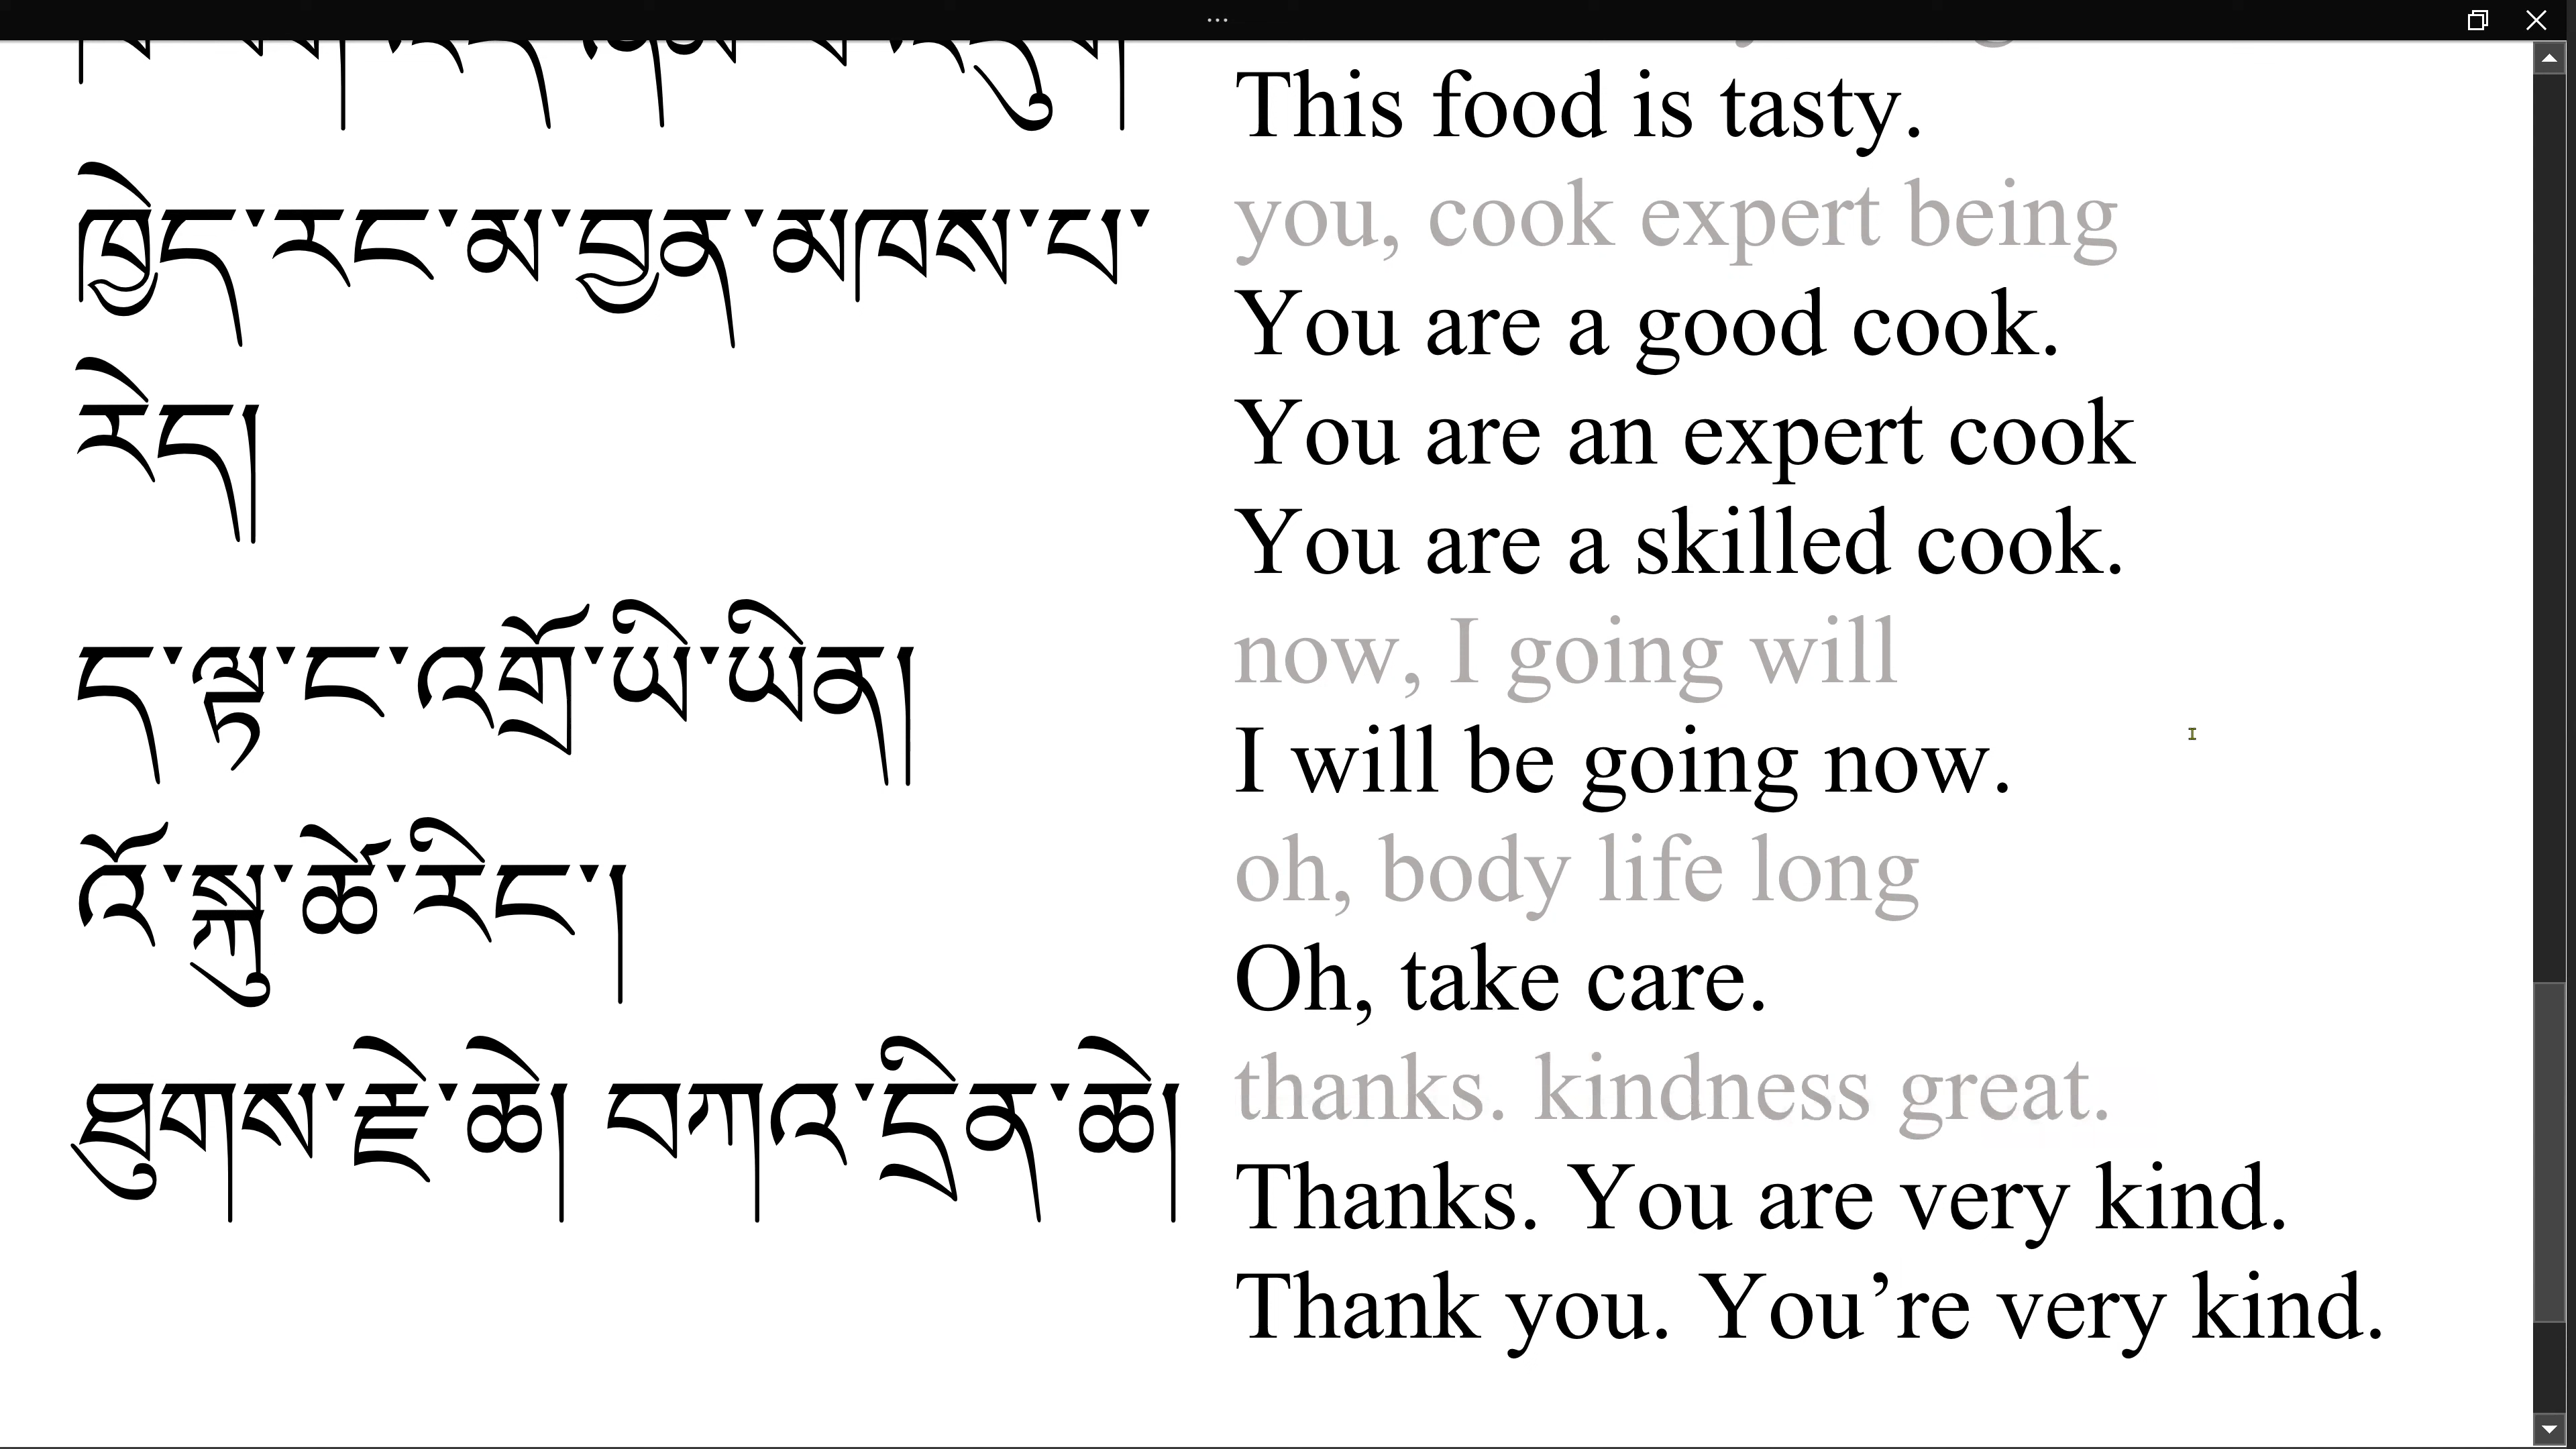 This food is tasty.
ཁྱེད་རང་མ་བྱན་མཁས་པ་
you, cook expert being
You are a good cook.
རེད།
You are an expert cook
You are a skilled cook.
ད་ལྟ་ང་འགྲོ་ཡི་ཡིན།
now, I going will
I will be going now.
འོ་སྐུ་ཚེ་རིང་།
oh, body life long
Oh, take care.
ཐུགས་རྗེ་ཆེ། བཀའ་དྲིན་ཆེ།
thanks. kindness great.
Thanks. You are very kind.
Thank you. You’re very kind.